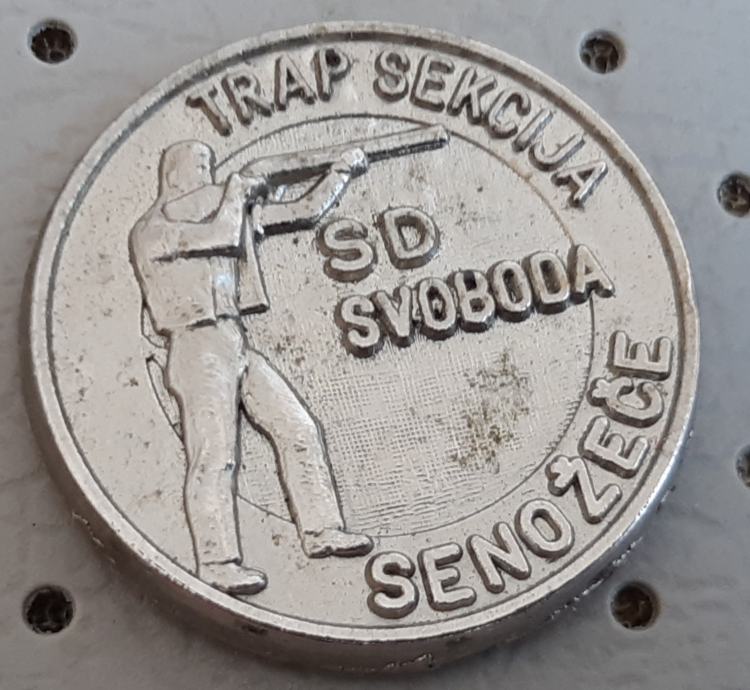 TRAP SEKCIJA
SD
SVOBODA
SENOŽEČE